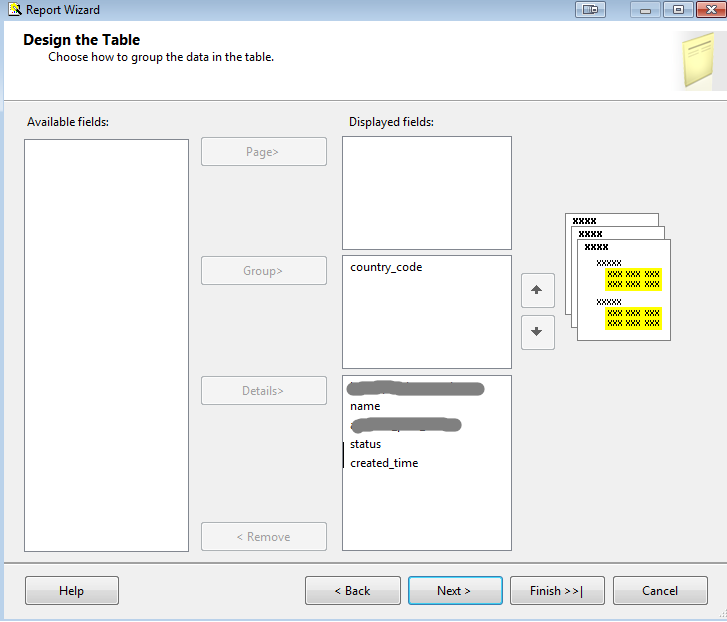 Report Wizard
Design the Table
Choose how to group the data in the table.
Available fields:
Displayed fields:
Page>
Group>
country_code
Details>
name
status
created_time
< Remove
xxxx
xxxx
xxxx
xxxxx
xxx xxx xxx
xxx xxx xxx
xxxxx
xxx xxx xxx
xxx xxx xxx
Help
< Back
Next >
Finish >>|
Cancel